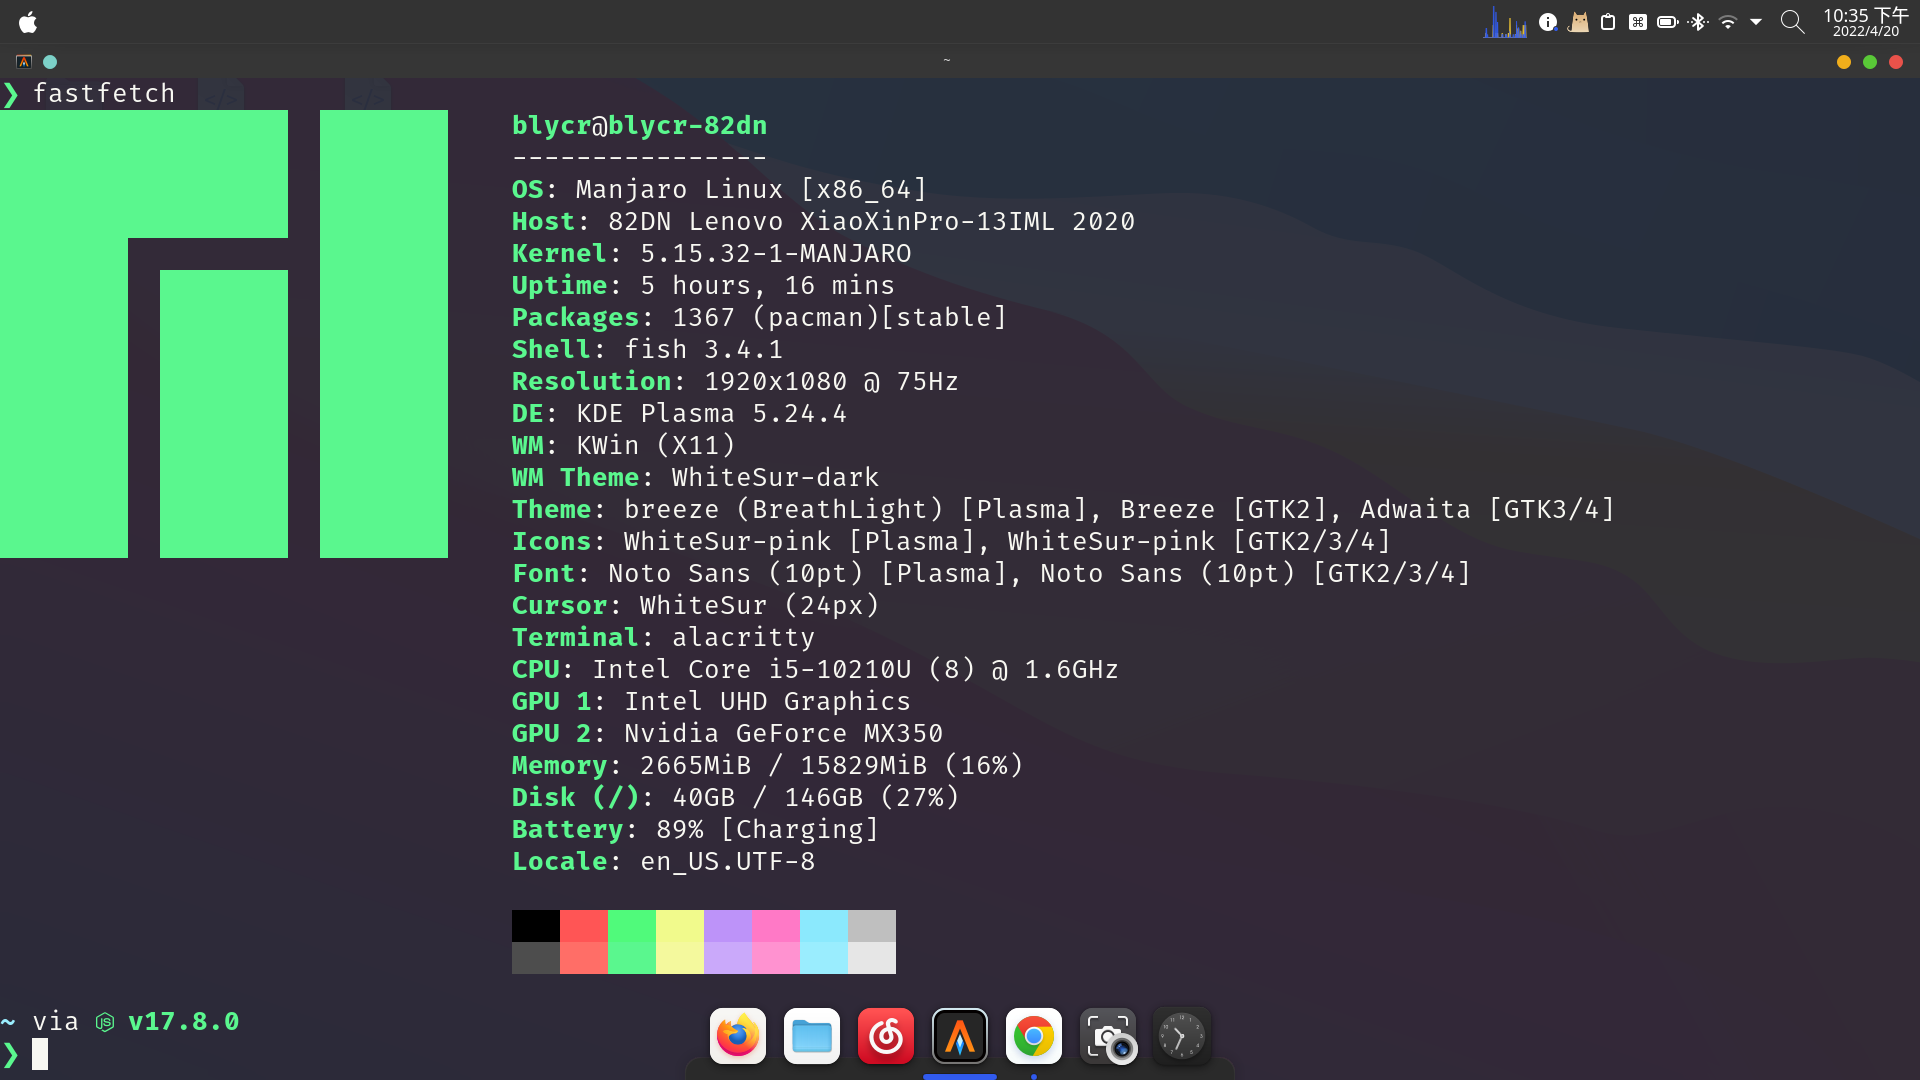 10:35 下午
2022/4/20
~
❯ fastfetch
blycr@blycr-82dn
----------------
OS: Manjaro Linux [x86_64]
Host: 82DN Lenovo XiaoXinPro-13IML 2020
Kernel: 5.15.32-1-MANJARO
Uptime: 5 hours, 16 mins
Packages: 1367 (pacman)[stable]
Shell: fish 3.4.1
Resolution: 1920x1080 @ 75Hz
DE: KDE Plasma 5.24.4
WM: KWin (X11)
WM Theme: WhiteSur-dark
Theme: breeze (BreathLight) [Plasma], Breeze [GTK2], Adwaita [GTK3/4]
Icons: WhiteSur-pink [Plasma], WhiteSur-pink [GTK2/3/4]
Font: Noto Sans (10pt) [Plasma], Noto Sans (10pt) [GTK2/3/4]
Cursor: WhiteSur (24px)
Terminal: alacritty
CPU: Intel Core i5-10210U (8) @ 1.6GHz
GPU 1: Intel UHD Graphics
GPU 2: Nvidia GeForce MX350
Memory: 2665MiB / 15829MiB (16%)
Disk (/): 40GB / 146GB (27%)
Battery: 89% [Charging]
Locale: en_US.UTF-8
~ via v17.8.0
❯